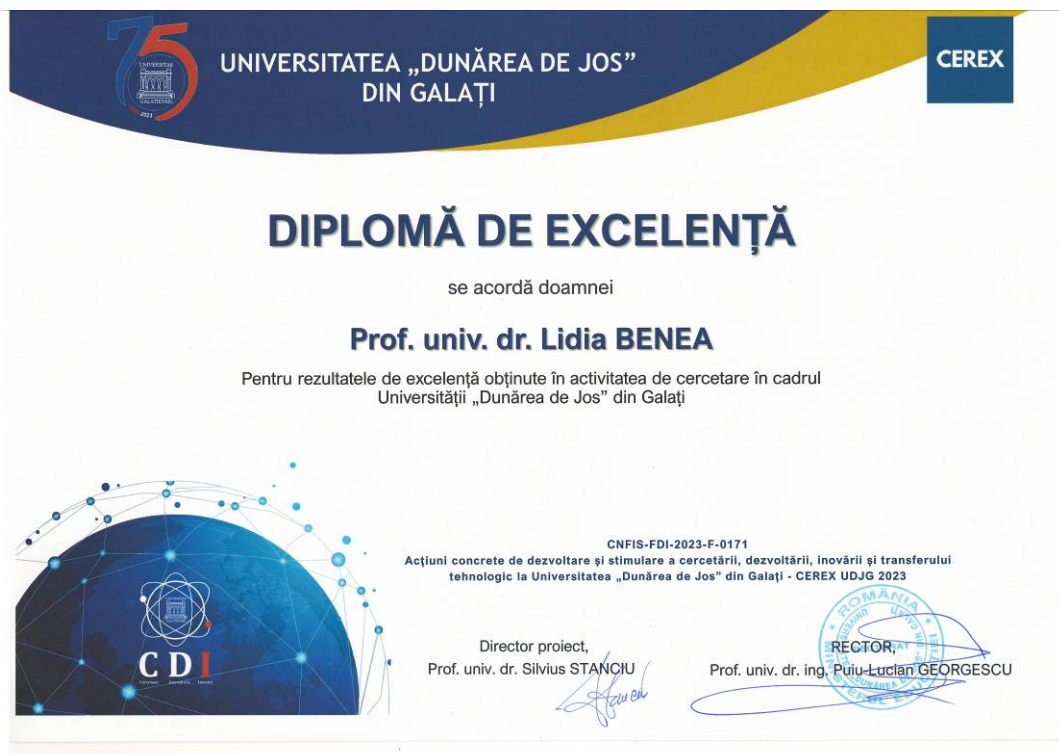 75
UNIVERSITAS
GALATIENSIS
2023
UNIVERSITATEA „DUNĂREA DE JOS”
DIN GALAȚI
CEREX
DIPLOMĂ DE EXCELENȚĂ
se acordă doamnei
Prof. univ. dr. Lidia BENEA
Pentru rezultatele de excelență obținute în activitatea de cercetare în cadrul
Universității „Dunărea de Jos” din Galați
CNFIS-FDI-2023-F-0171
Acțiuni concrete de dezvoltare și stimulare a cercetării, dezvoltării, inovării și transferului
tehnologic la Universitatea „Dunărea de Jos” din Galați - CEREX UDJG 2023
CDI
Director proiect,
Prof. univ. dr. Silvius STANCIU
RECTOR,
Prof. univ. dr. ing. Puiu-Lucian GEORGESCU
ROMÂNIA